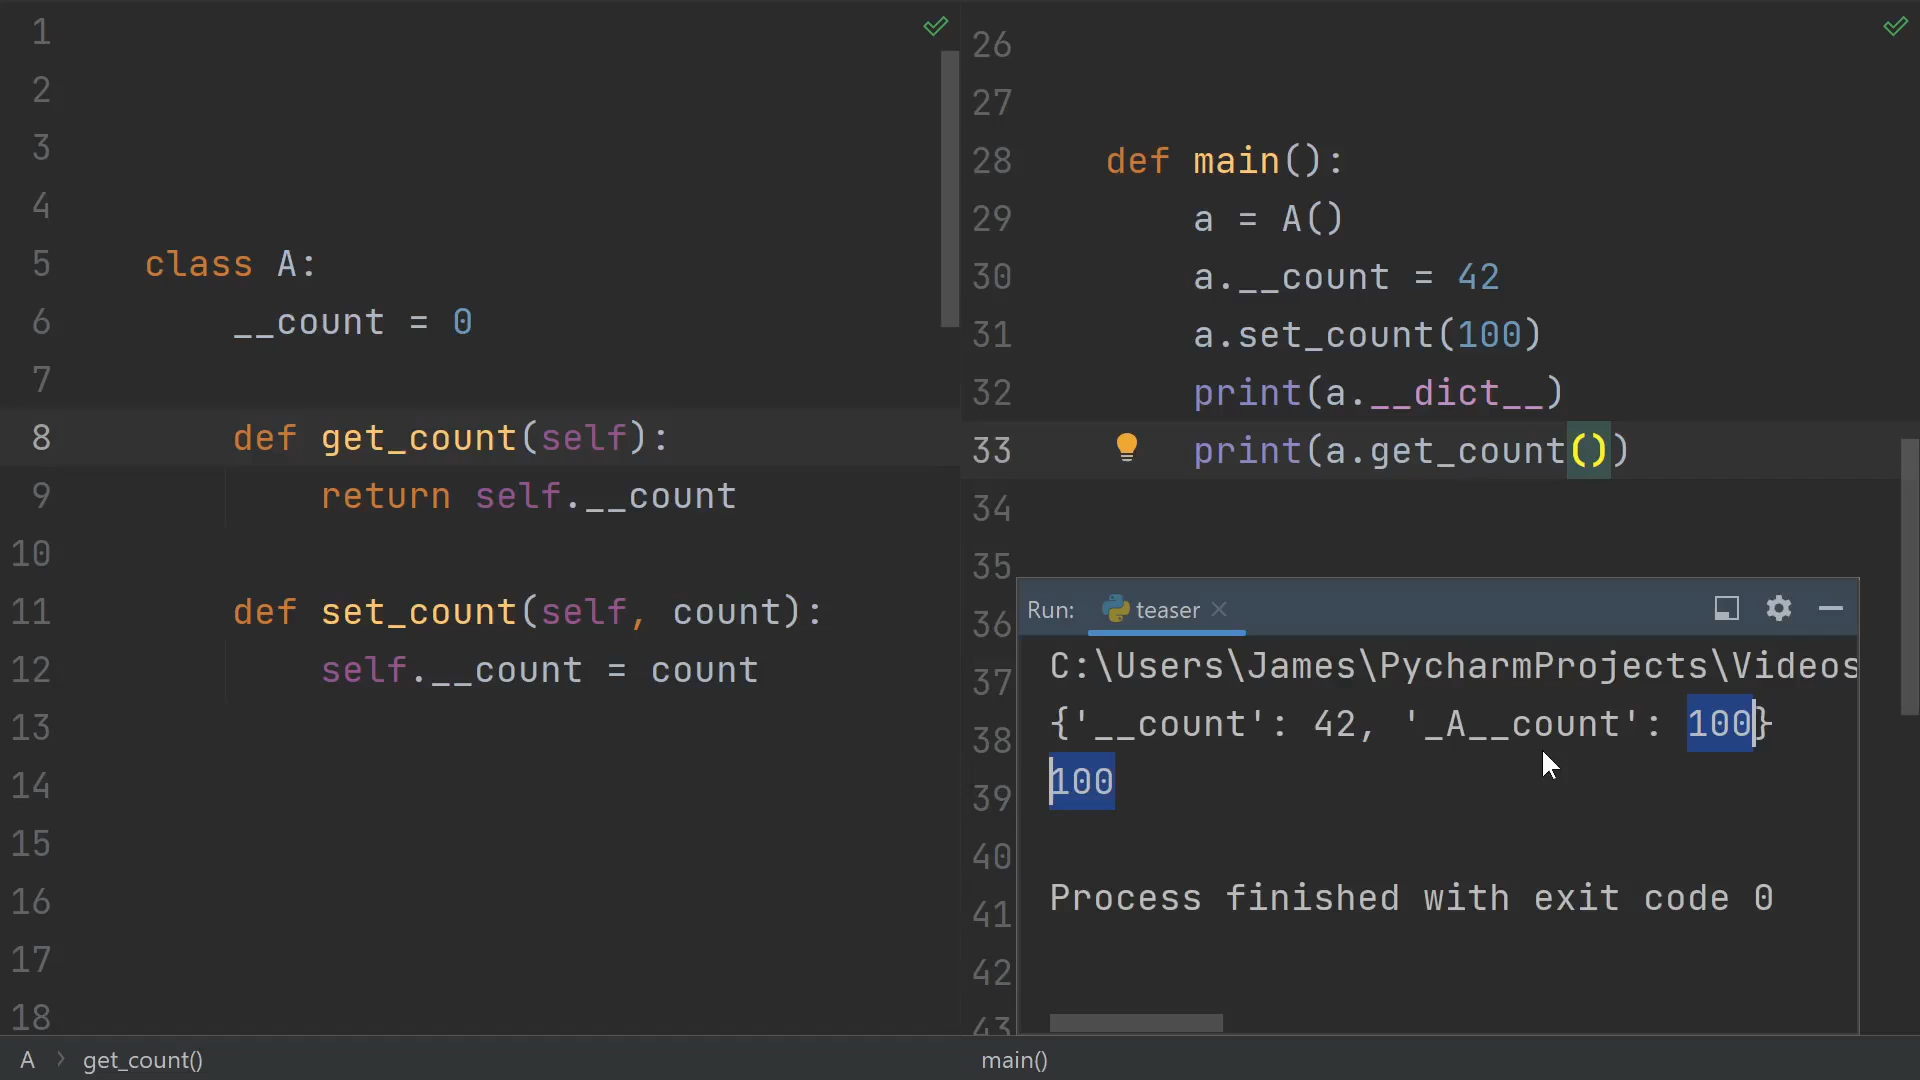 1
2
3
4
5 class A:
6 __count = 0
7
8 def get_count(self):
9 return self.__count
10
11 def set_count(self, count):
12 self.__count = count
13
14
15
16
17
18
A > get_count()
26
27
28 def main():
29 a = A()
30 a.__count = 42
31 a.set_count(100)
32 print(a.__dict__)
33 print(a.get_count())
34
35
36
37
38
39
40
41
42
43
Run: teaser
C:\Users\James\PycharmProjects\Videos
{'__count': 42, '_A__count': 100}
100
Process finished with exit code 0
main()